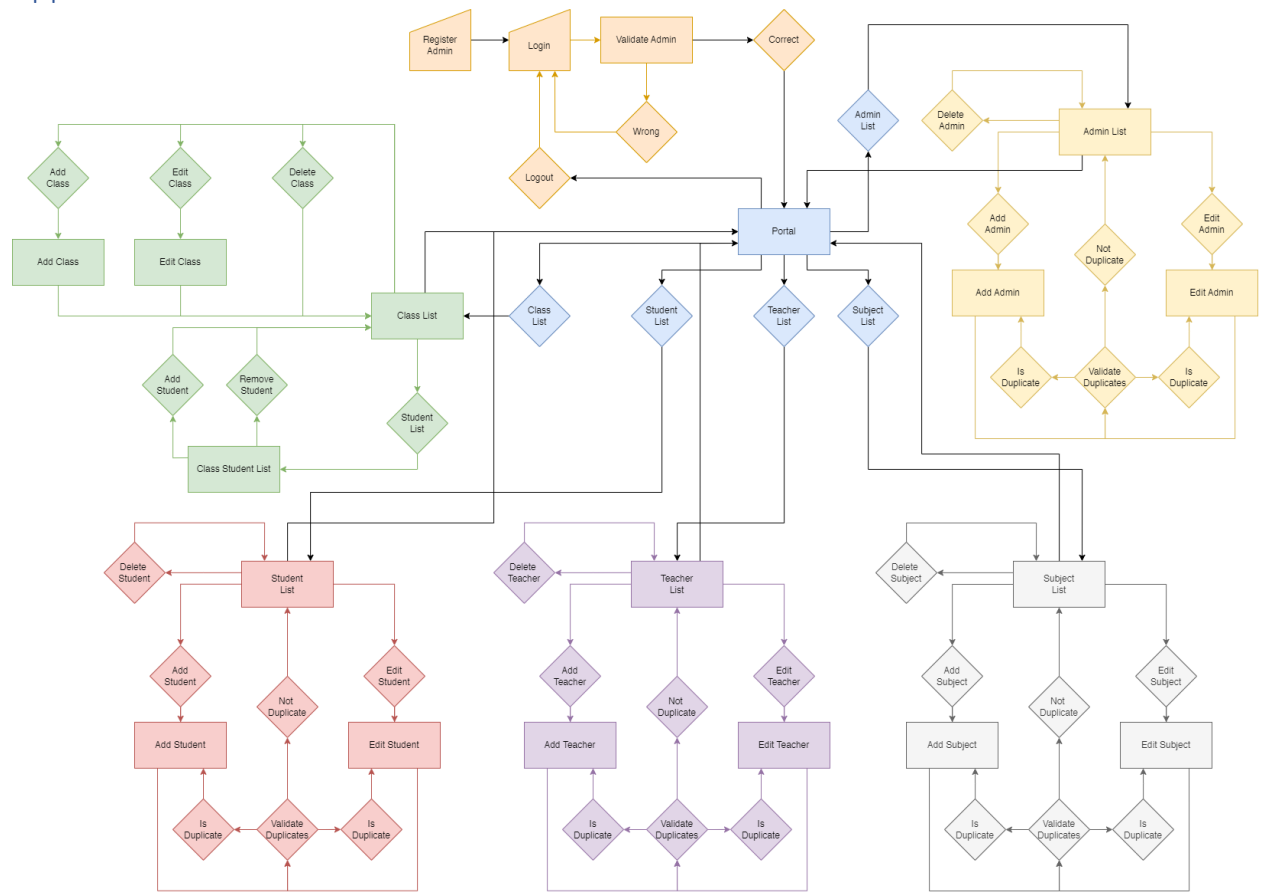 Register
Admin
Login
Validate Admin
Correct
Wrong
Logout
Admin
List
Delete
Admin
Admin List
Add
Admin
Edit
Admin
Not
Duplicate
Add Admin
Edit Admin
Is
Duplicate
Validate
Duplicates
Is
Duplicate
Portal
Class
List
Student
List
Teacher
List
Subject
List
Add
Class
Edit
Class
Delete
Class
Add Class
Edit Class
Class List
Add
Student
Remove
Student
Student
List
Class Student List
Delete
Student
Student
List
Add
Student
Edit
Student
Not
Duplicate
Add Student
Edit Student
Is
Duplicate
Validate
Duplicates
Is
Duplicate
Delete
Teacher
Teacher
List
Add
Teacher
Edit
Teacher
Not
Duplicate
Add Teacher
Edit Teacher
Is
Duplicate
Validate
Duplicates
Is
Duplicate
Delete
Subject
Subject
List
Add
Subject
Edit
Subject
Not
Duplicate
Add Subject
Edit Subject
Is
Duplicate
Validate
Duplicates
Is
Duplicate